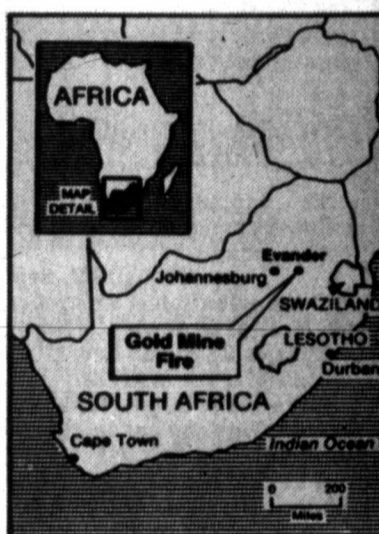 AFRICA
MAP
DETAIL
Evander
Johannesburg
SWAZILAND
Gold Mine
Fire
LESOTHO
Durban
SOUTH AFRICA
Cape Town
Indian Ocean
0 200
Miles